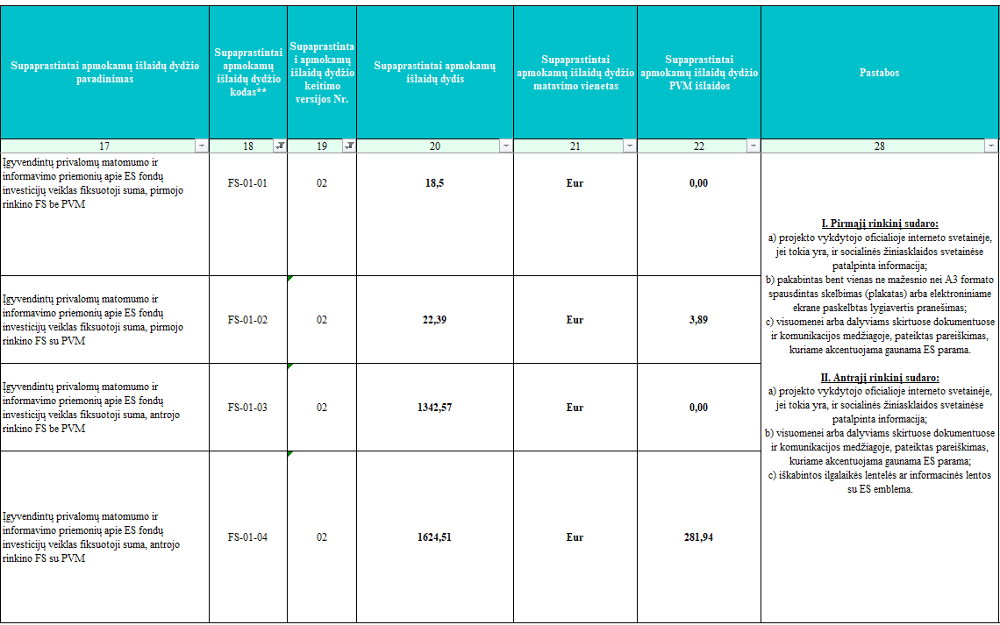 Supaprastintai apmokamų išlaidų dydžio
pavadinimas
Supaprastintai
apmokamų
išlaidų dydžio
kodas**
Supaprastinta
i apmokamų
išlaidų dydžio
keitimo
versijos Nr.
Supaprastintai apmokamų
išlaidų dydis
Supaprastintai
apmokamų išlaidų dydžio
matavimo vienetas
Supaprastintai
apmokamų išlaidų dydžio
PVM išlaidos
Pastabos
17
18
19
20
21
22
28
Įgyvendintų privalomų matomumo ir
informavimo priemonių apie ES fondų
investicijų veiklas fiksuotoji suma, pirmojo
rinkino FS be PVM
FS-01-01
02
18,5
Eur
0,00
Įgyvendintų privalomų matomumo ir
informavimo priemonių apie ES fondų
investicijų veiklas fiksuotoji suma, pirmojo
rinkino FS su PVM
FS-01-02
02
22,39
Eur
3,89
Įgyvendintų privalomų matomumo ir
informavimo priemonių apie ES fondų
investicijų veiklas fiksuotoji suma, antrojo
rinkino FS be PVM
FS-01-03
02
1342,57
Eur
0,00
Įgyvendintų privalomų matomumo ir
informavimo priemonių apie ES fondų
investicijų veiklas fiksuotoji suma, antrojo
rinkino FS su PVM
FS-01-04
02
1624,51
Eur
281,94
I. Pirmąjį rinkinį sudaro:
a) projekto vykdytojo oficialioje interneto svetainėje,
jei tokia yra, ir socialinės žiniasklaidos svetainėse
patalpinta informacija;
b) pakabintas bent vienas ne mažesnio nei A3 formato
spausdintas skelbimas (plakatas) arba elektroniniame
ekrane paskelbtas lygiavertis pranešimas;
c) visuomenei arba dalyviams skirtuose dokumentuose
ir komunikacijos medžiagoje, pateiktas pareiškimas,
kuriame akcentuojama gaunama ES parama.
II. Antrąjį rinkinį sudaro:
a) projekto vykdytojo oficialioje interneto svetainėje,
jei tokia yra, ir socialinės žiniasklaidos svetainėse
patalpinta informacija;
b) visuomenei arba dalyviams skirtuose dokumentuose
ir komunikacijos medžiagoje, pateiktas pareiškimas,
kuriame akcentuojama gaunama ES parama;
c) iškabintos ilgalaikės lentelės ar informacinės lentos
su ES emblema.